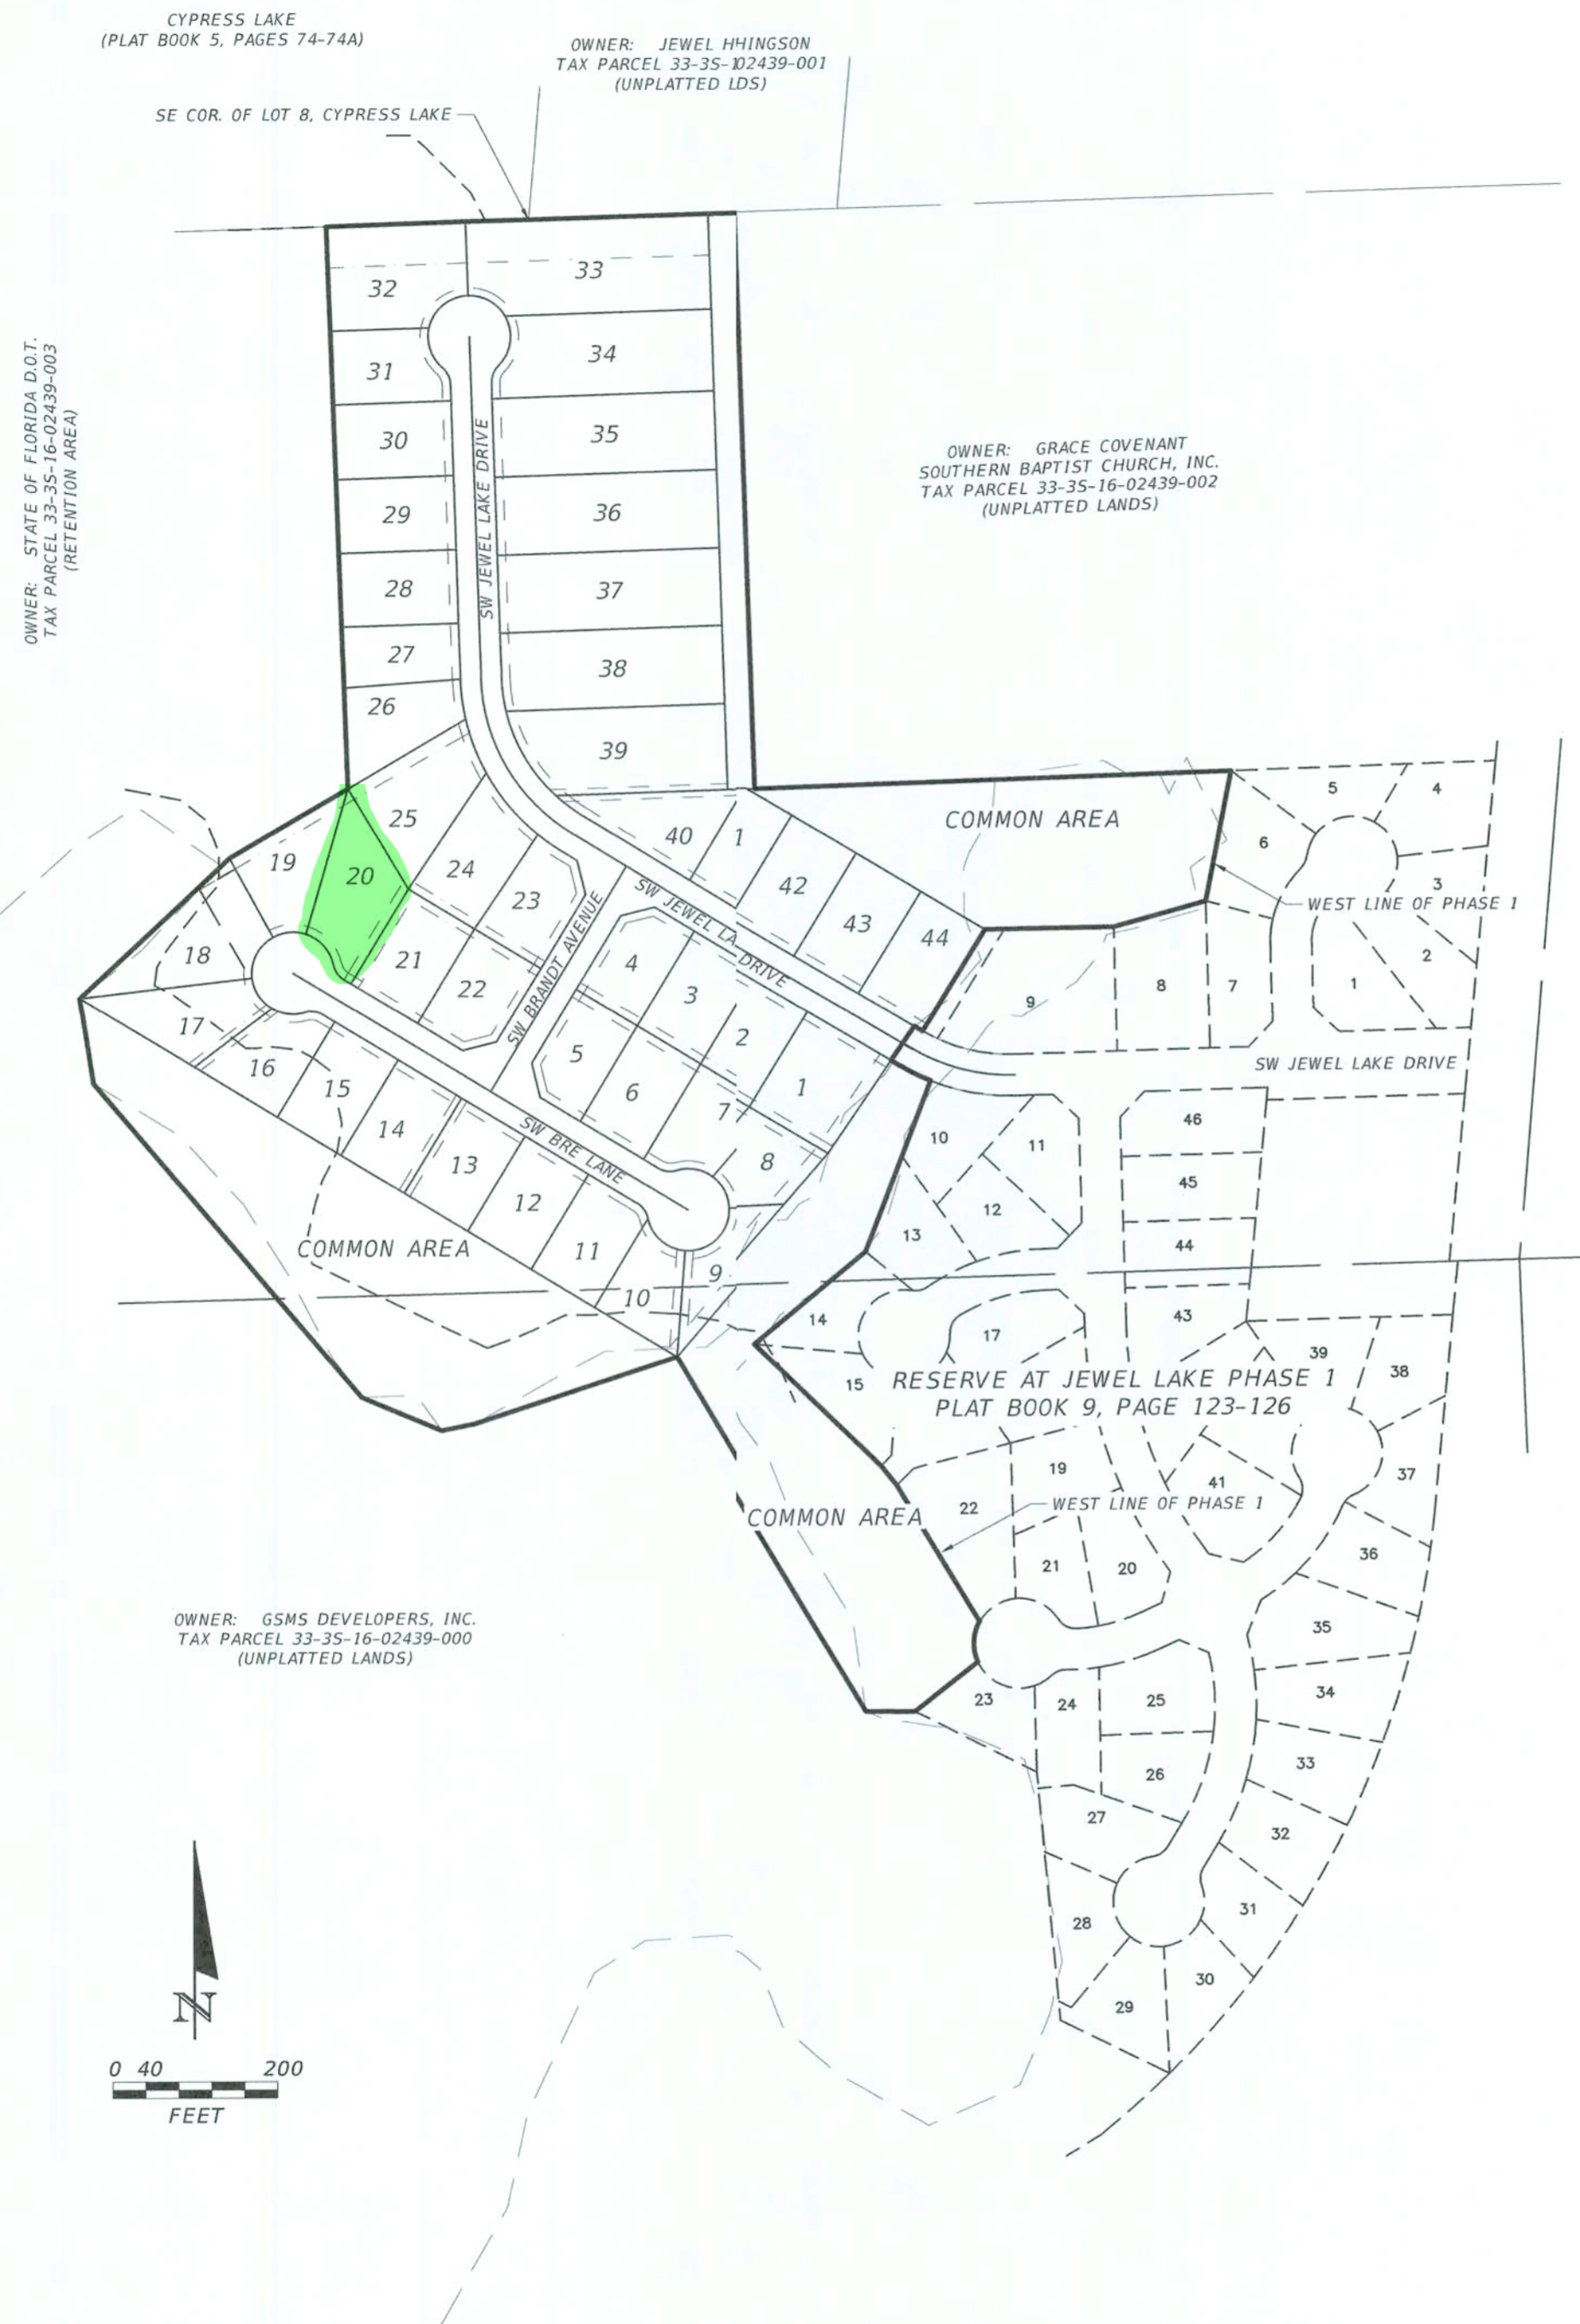 CYPRESS LAKE
(PLAT BOOK 5, PAGES 74-74A)
OWNER: JEWEL HHINGSON
TAX PARCEL 33-3S-102439-001
(UNPLATTED LDS)
SE COR. OF LOT 8, CYPRESS LAKE
OWNER: STATE OF FLORIDA D.O.T.
TAX PARCEL 33-3S-16-02439-003
(RETENTION AREA)
32
33
31
34
30
35
29
36
28
37
27
38
26
39
SW JEWEL LAKE DRIVE
OWNER: GRACE COVENANT
SOUTHERN BAPTIST CHURCH, INC.
TAX PARCEL 33-3S-16-02439-002
(UNPLATTED LANDS)
25
40
1
COMMON AREA
5
4
6
3
19
20
24
23
42
43
44
WEST LINE OF PHASE 1
SW JEWEL LA DRIVE
SW BRANDT AVENUE
18
21
22
4
3
2
1
9
8
7
1
2
17
16
15
14
13
12
11
10
9
5
6
7
8
SW BRE LANE
SW JEWEL LAKE DRIVE
COMMON AREA
10
11
12
13
46
45
44
43
14
17
15
39
38
RESERVE AT JEWEL LAKE PHASE 1
PLAT BOOK 9, PAGE 123-126
19
41
37
22
WEST LINE OF PHASE 1
COMMON AREA
21
20
36
35
OWNER: GSMS DEVELOPERS, INC.
TAX PARCEL 33-3S-16-02439-000
(UNPLATTED LANDS)
23
24
25
34
26
33
27
32
28
31
30
29
N
0 40 200
FEET